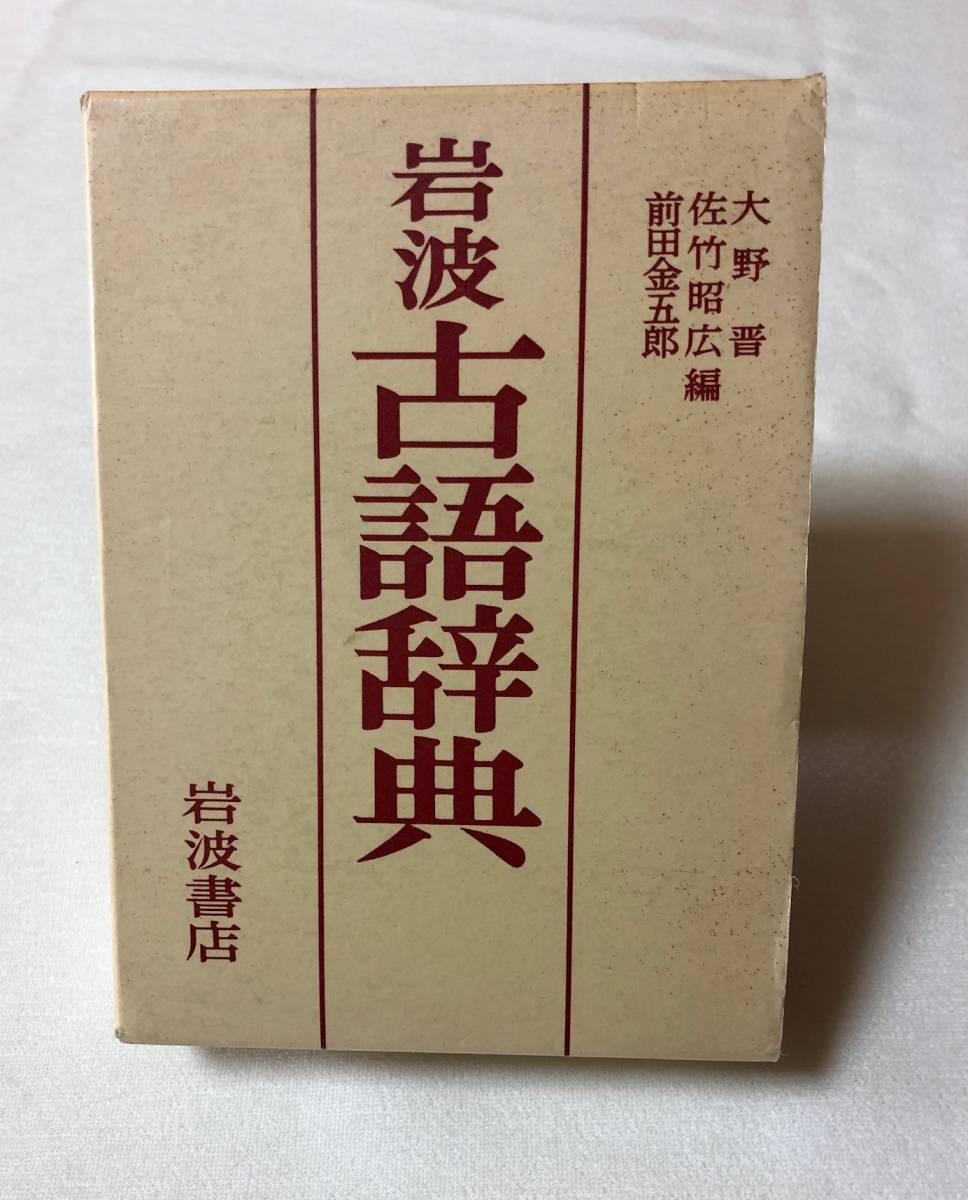 大野晋
佐竹昭広編
前田金五郎
岩波古語辞典
岩波書店